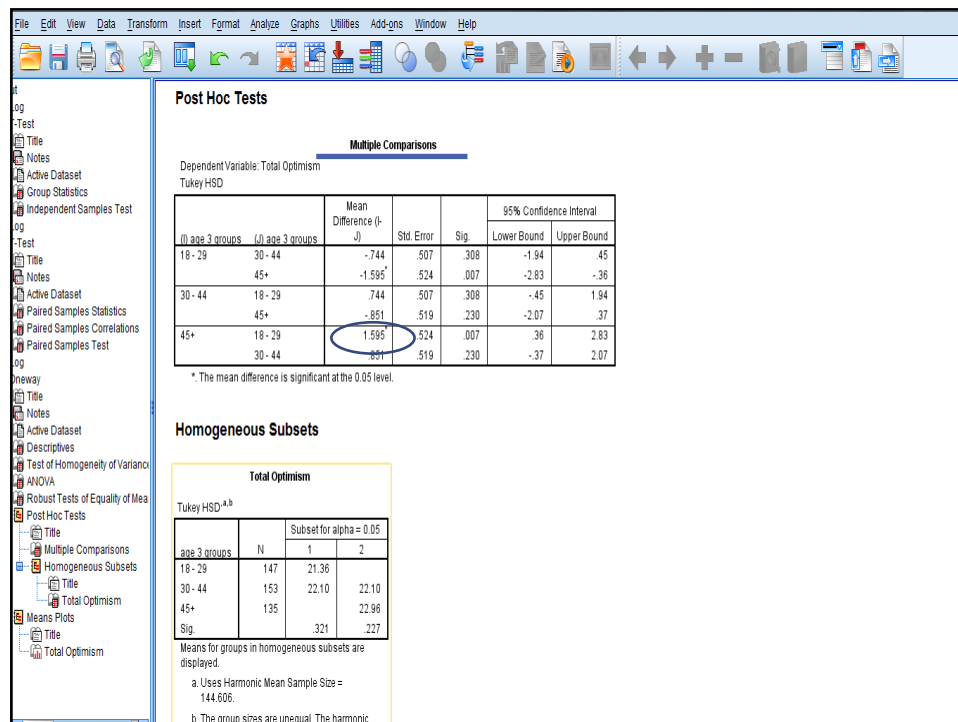 File Edit View Data Transform Insert Format Analyze Graphs Utilities Add-ons Window Help
ut
og
-Test
Title
Notes
Active Dataset
Group Statistics
Independent Samples Test
og
-Test
Title
Notes
Active Dataset
Paired Samples Statistics
Paired Samples Correlations
Paired Samples Test
og
Oneway
Title
Notes
Active Dataset
Descriptives
Test of Homogeneity of Variance
ANOVA
Robust Tests of Equality of Mea
Post Hoc Tests
Title
Multiple Comparisons
Homogeneous Subsets
Title
Total Optimism
Means Plots
Title
Total Optimism
Post Hoc Tests
Multiple Comparisons
Dependent Variable: Total Optimism
Tukey HSD
(I) age 3 groups (J) age 3 groups Mean Difference (I-J) Std. Error Sig. 95% Confidence Interval
Lower Bound Upper Bound
18 - 29 30 - 44 -.744 .507 .308 -1.94 .45
45+ -1.595* .524 .007 -2.83 -.36
30 - 44 18 - 29 .744 .507 .308 -.45 1.94
45+ -.851 .519 .230 -2.07 .37
45+ 18 - 29 1.595* .524 .007 .36 2.83
30 - 44 .851 .519 .230 -.37 2.07
*. The mean difference is significant at the 0.05 level.
Homogeneous Subsets
Total Optimism
Tukey HSD a,b
age 3 groups N Subset for alpha = 0.05
1 2
18 - 29 147 21.36
30 - 44 153 22.10 22.10
45+ 135 22.96
Sig. .321 .227
Means for groups in homogeneous subsets are
displayed.
a. Uses Harmonic Mean Sample Size =
144.606.
b. The group sizes are unequal. The harmonic